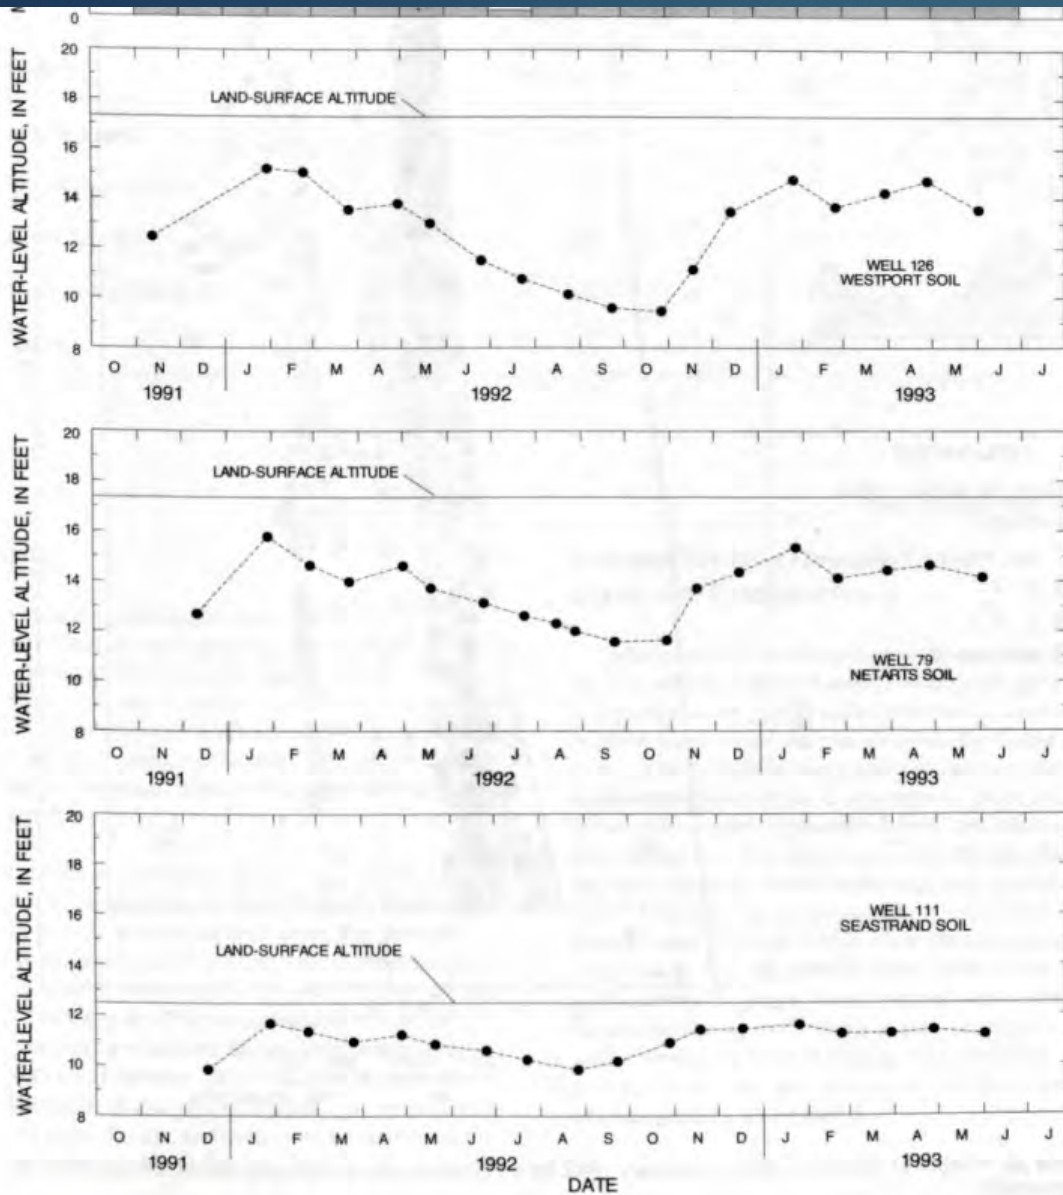 0
WATER-LEVEL ALTITUDE, IN FEET
20
18
16
14
12
10
8
LAND-SURFACE ALTITUDE
WELL 126
WESTPORT SOIL
O N D J F M A M J J A S O N D J F M A M J J
1991 1992 1993
WATER-LEVEL ALTITUDE, IN FEET
20
18
16
14
12
10
8
LAND-SURFACE ALTITUDE
WELL 79
NETARTS SOIL
O N D J F M A M J J A S O N D J F M A M J J
1991 1992 1993
WATER-LEVEL ALTITUDE, IN FEET
20
18
16
14
12
10
8
WELL 111
SEASTRAND SOIL
LAND-SURFACE ALTITUDE
O N D J F M A M J J A S O N D J F M A M J J
1991 1992 1993
DATE